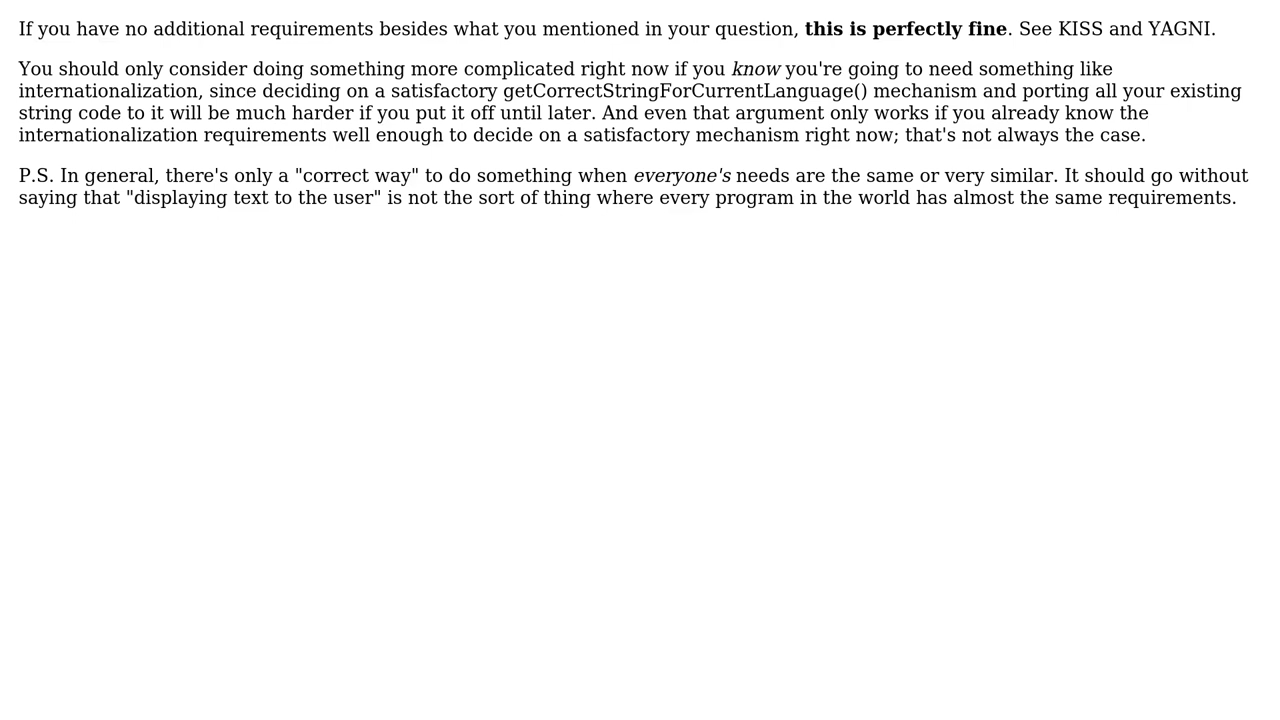 If you have no additional requirements besides what you mentioned in your question, this is perfectly fine. See KISS and YAGNI.
You should only consider doing something more complicated right now if you know you're going to need something like
internationalization, since deciding on a satisfactory getCorrectStringForCurrentLanguage() mechanism and porting all your existing
string code to it will be much harder if you put it off until later. And even that argument only works if you already know the
internationalization requirements well enough to decide on a satisfactory mechanism right now; that's not always the case.
P.S. In general, there's only a "correct way" to do something when everyone's needs are the same or very similar. It should go without
saying that "displaying text to the user" is not the sort of thing where every program in the world has almost the same requirements.